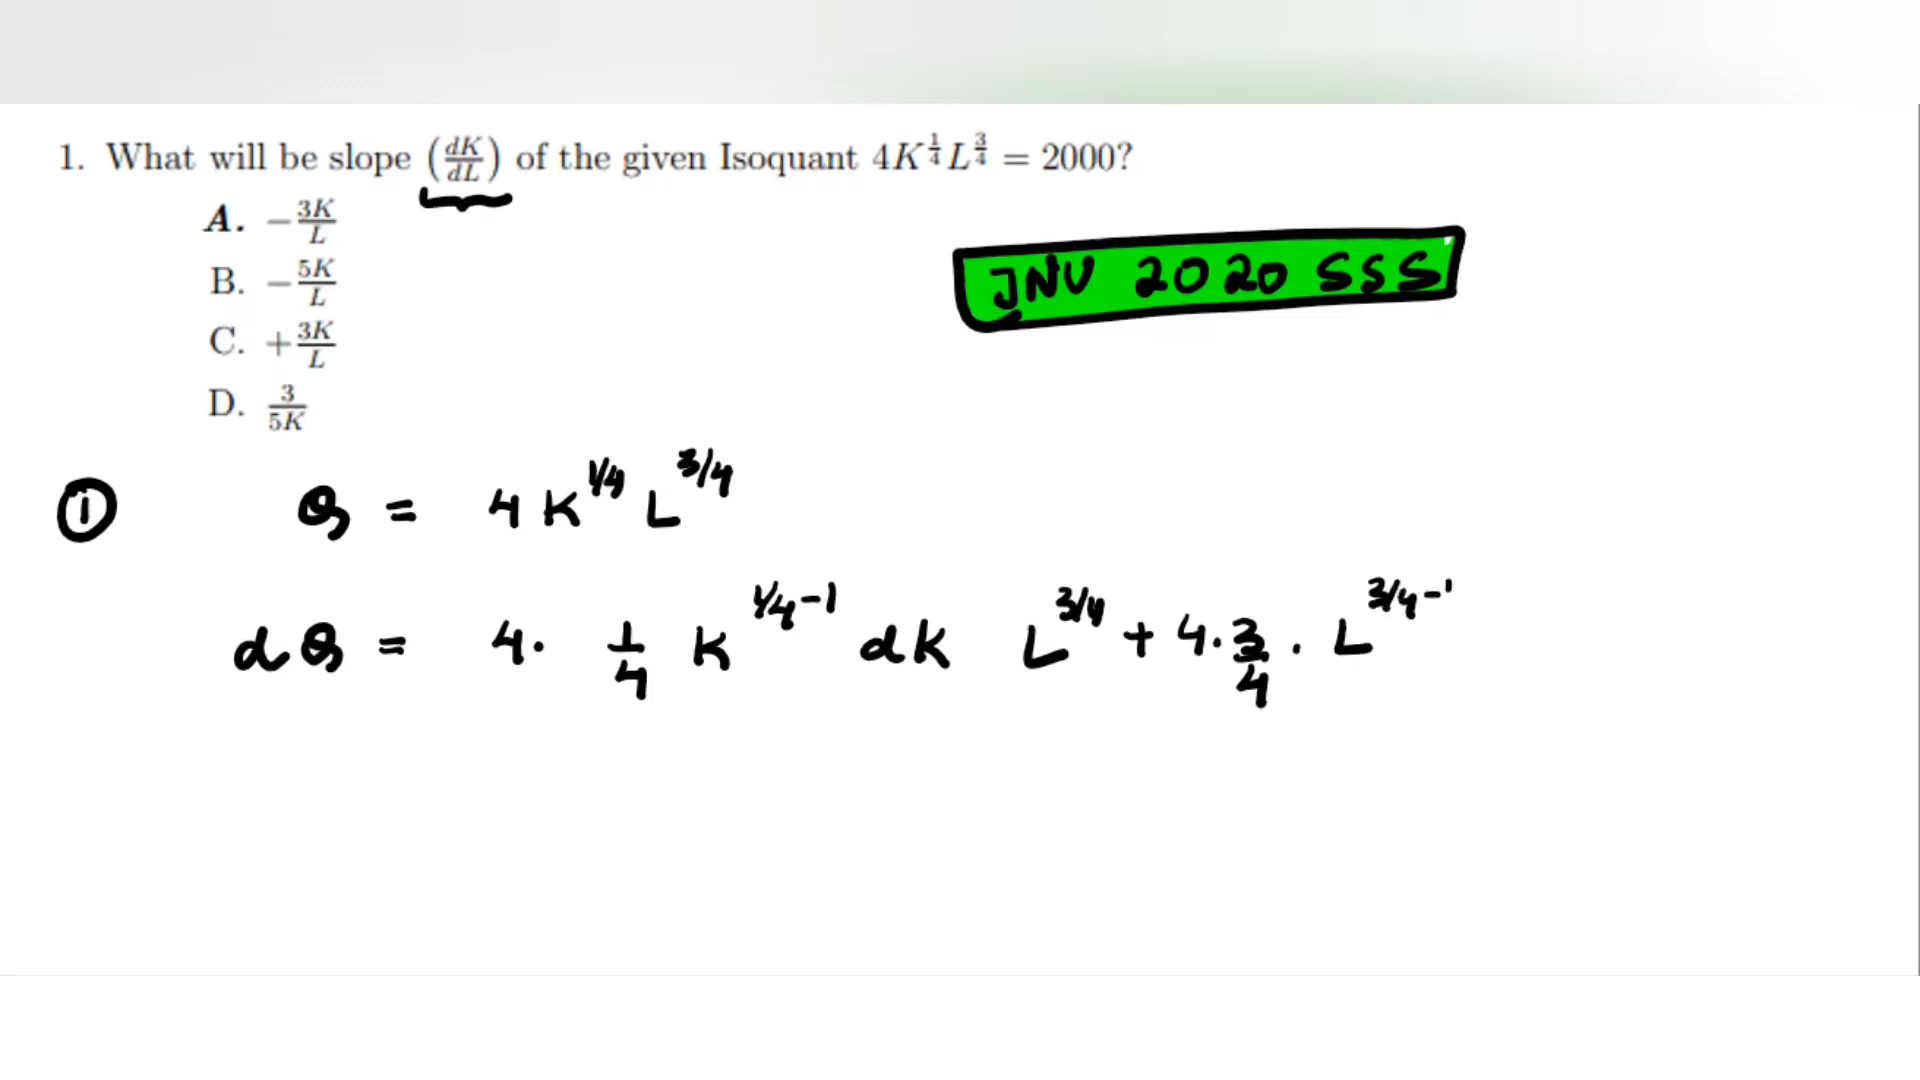 1. What will be slope (dK/dL) of the given Isoquant 4K^{1/4}L^{3/4} = 2000?
A. −3K/L
B. −5K/L
C. +3K/L
D. 3/5K
JNU 2020 SSS
① Q = 4 K^{1/4} L^{3/4}
dQ = 4. 1/4 K^{1/4-1} dK L^{3/4} + 4. 3/4 . L^{3/4-1}